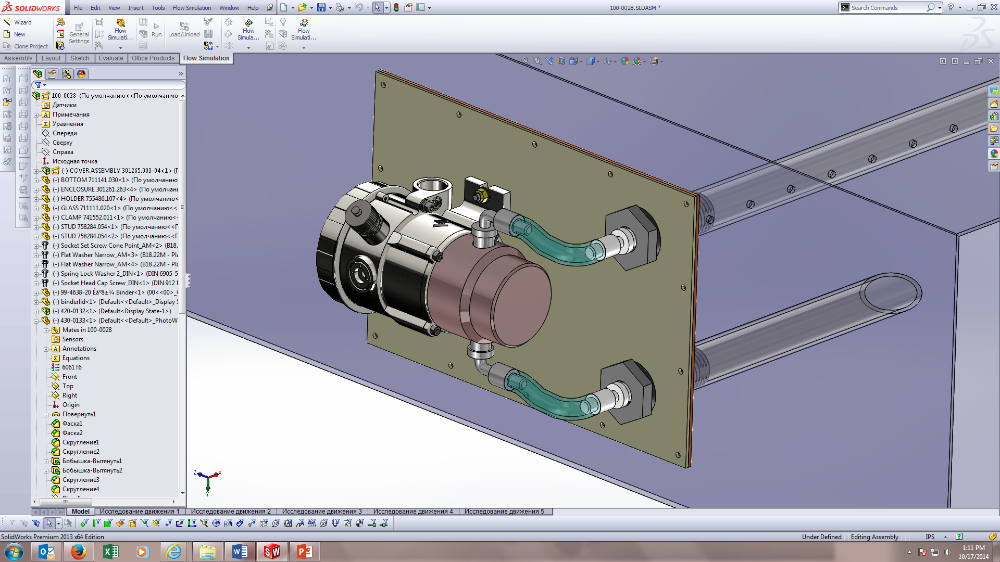 SOLIDWORKS
File Edit View Insert Tools Flow Simulation Window Help
100-0028.SLDASM *
Search Commands
Wizard
New
Clone Project
General Settings
Flow Simulati...
Run
Load/Unload
Flow Simula...
Flow Simulati...
Assembly Layout Sketch Evaluate Office Products Flow Simulation
100-0028 (По умолчанию<<По умолчанию
Датчики
Примечания
Уравнения
Спереди
Сверху
Справа
Исходная точка
(-) COVER.ASSEMBLY 301265.003-04<1> (Г
(-) BOTTOM 711141.030<1> (По умолчанию
(-) ENCLOSURE 301261.263<4> (По умолчани
(-) HOLDER 755486.107<4> (По умолчанию<
(-) GLASS 711111.020<1> (По умолчанию<<
(-) CLAMP 741552.011<1> (По умолчанию<
(-) STUD 758284.054<1> (По умолчанию<<Г
(-) STUD 758284.054<2> (По умолчанию<<Г
(-) Socket Set Screw Cone Point_AM<2> (B18.
(-) Flat Washer Narrow_AM<3> (B18.22M - Pla
(-) Flat Washer Narrow_AM<4> (B18.22M - Pla
(-) Spring Lock Washer 2_DIN<1> (DIN 6905-5
(-) Socket Head Cap Screw_DIN<1> (DIN 912 M
(-) 99-4638-20 Éáº8±¼ Binder<1> (00<<00>_
(-) binderlid<1> (Default<<Default>_Display S
(-) 420-0132<1> (Default<Display State-1>)
(-) 430-0133<1> (Default<<Default>_PhotoW
Mates in 100-0028
Sensors
Annotations
Equations
6061T6
Front
Top
Right
Origin
Повернуть1
Фаска1
Фаска2
Скругление1
Скругление2
Бобышка-Вытянуть1
Бобышка-Вытянуть2
Скругление3
Скругление4
Z X
Y
Model Исследование движения 1 Исследование движения 2 Исследование движения 3 Исследование движения 4 Исследование движения 5
SolidWorks Premium 2013 x64 Edition
Under Defined Editing Assembly IPS
1:11 PM
10/17/2014